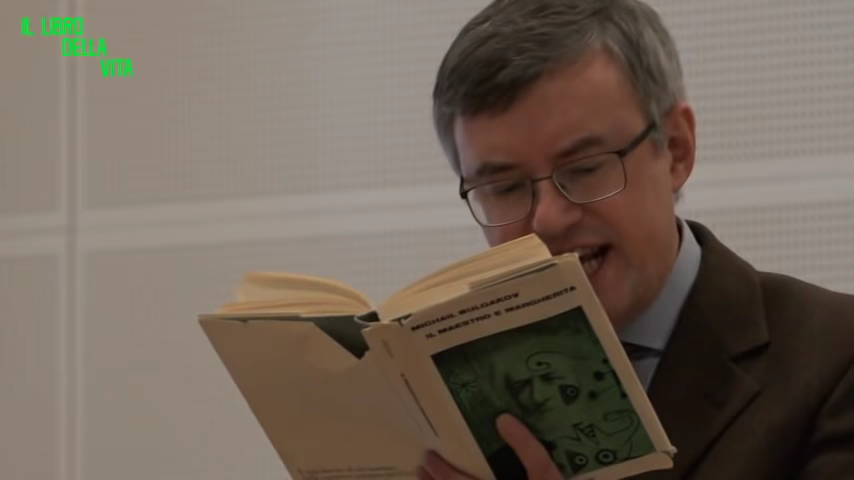 IL LIBRO
DELLA
VITA
MICHAIL BULGAKOV
IL MAESTRO E MARGHERITA